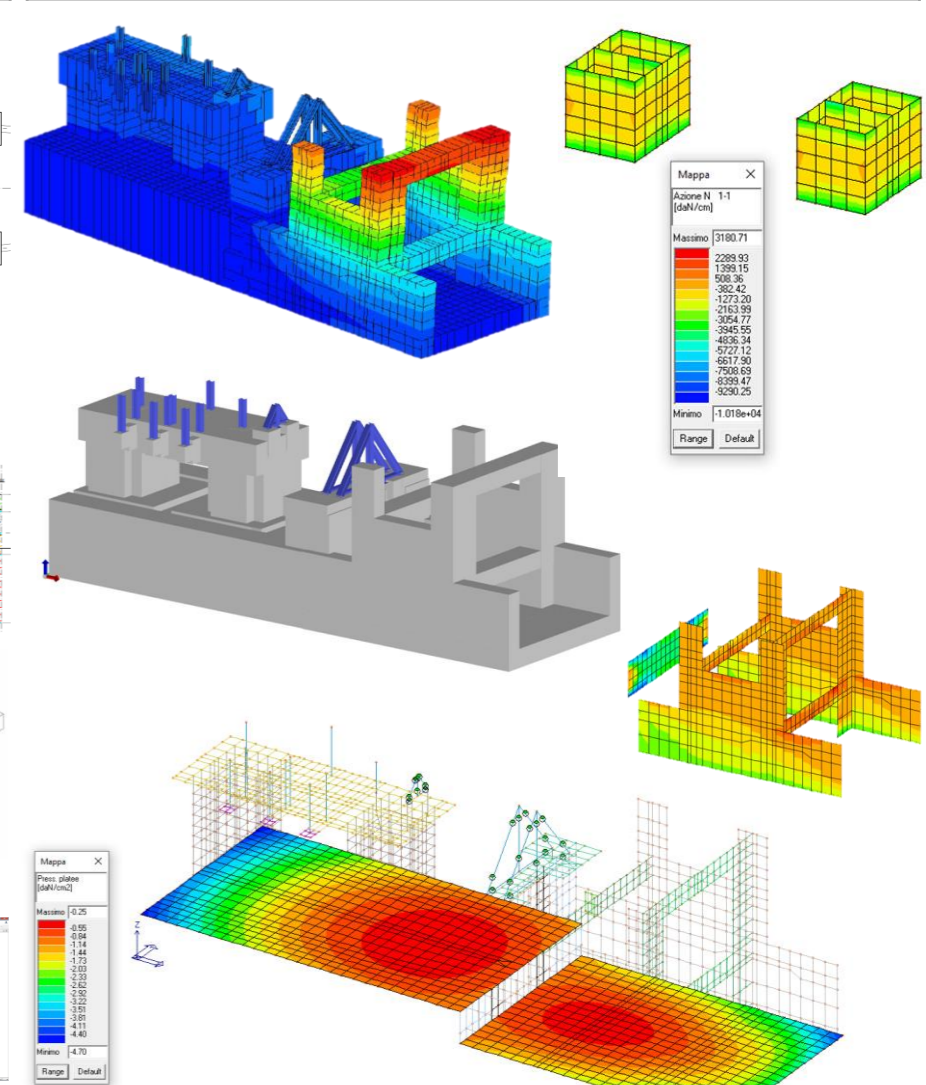 Mappa
Azione N 1-1
[daN/cm]
Massimo 3180.71
2289.93
1399.15
508.36
-382.42
-1273.20
-2163.99
-3054.77
-3945.55
-4836.34
-5727.12
-6617.90
-7508.69
-8399.47
-9290.25
Minimo -1.018e+04
Range Default
Mappa
Press. platee
[daN/cm2]
Massimo -0.25
-0.55
-0.84
-1.14
-1.44
-1.73
-2.03
-2.33
-2.62
-2.92
-3.22
-3.51
-3.81
-4.11
-4.40
Minimo -4.70
Range Default
Z